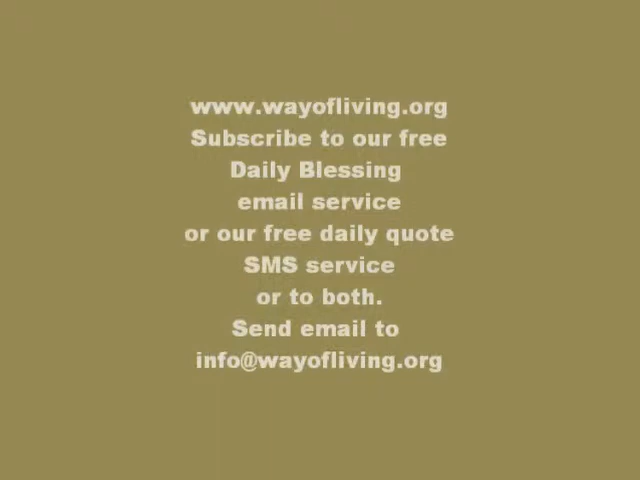 www.wayofliving.org
Subscribe to our free
Daily Blessing
email service
or our free daily quote
SMS service
or to both.
Send email to
info@wayofliving.org